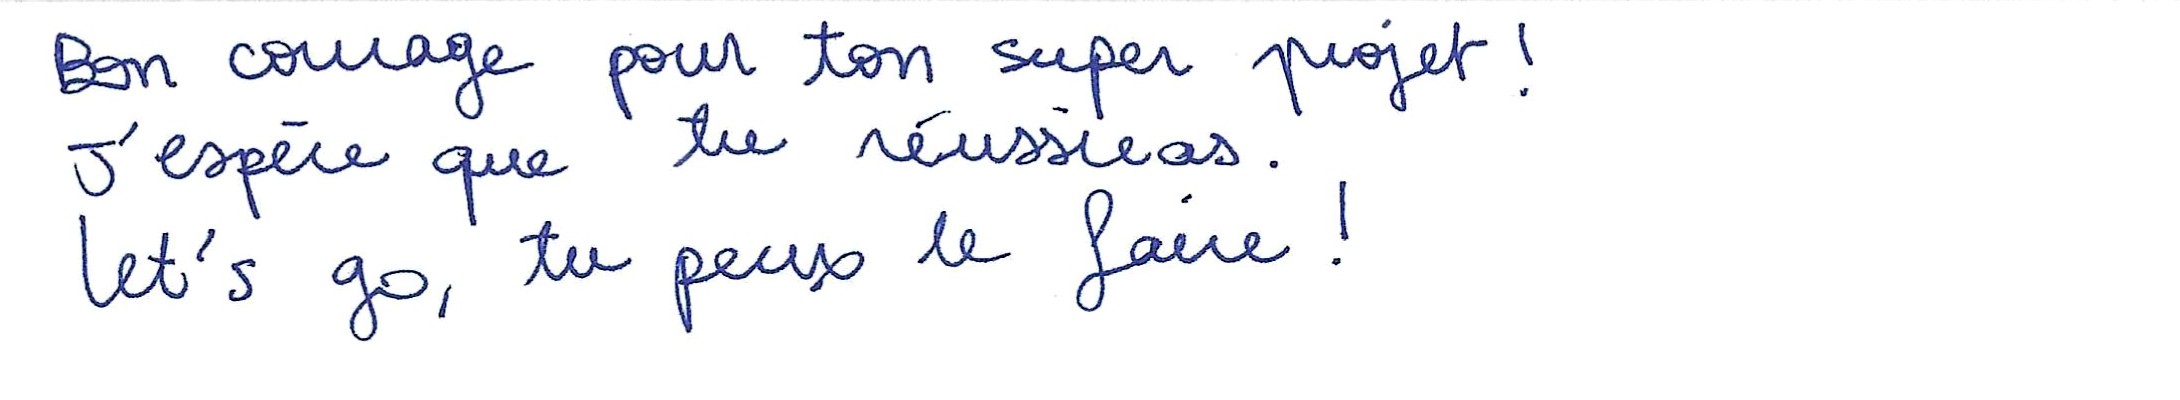 Bon courage pour ton super projet !
J'espère que tu réussiras.
Let's go, tu peux le faire !